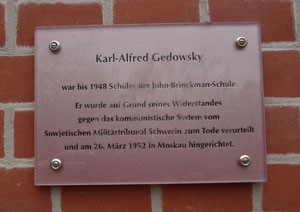 Karl-Alfred Gedowsky
war bis 1948 Schüler der John-Brinckman-Schule.
Er wurde auf Grund seines Widerstandes
gegen das kommunistische System vom
Sowjetischen Militärtribunal Schwerin zum Tode verurteilt
und am 26. März 1952 in Moskau hingerichtet.